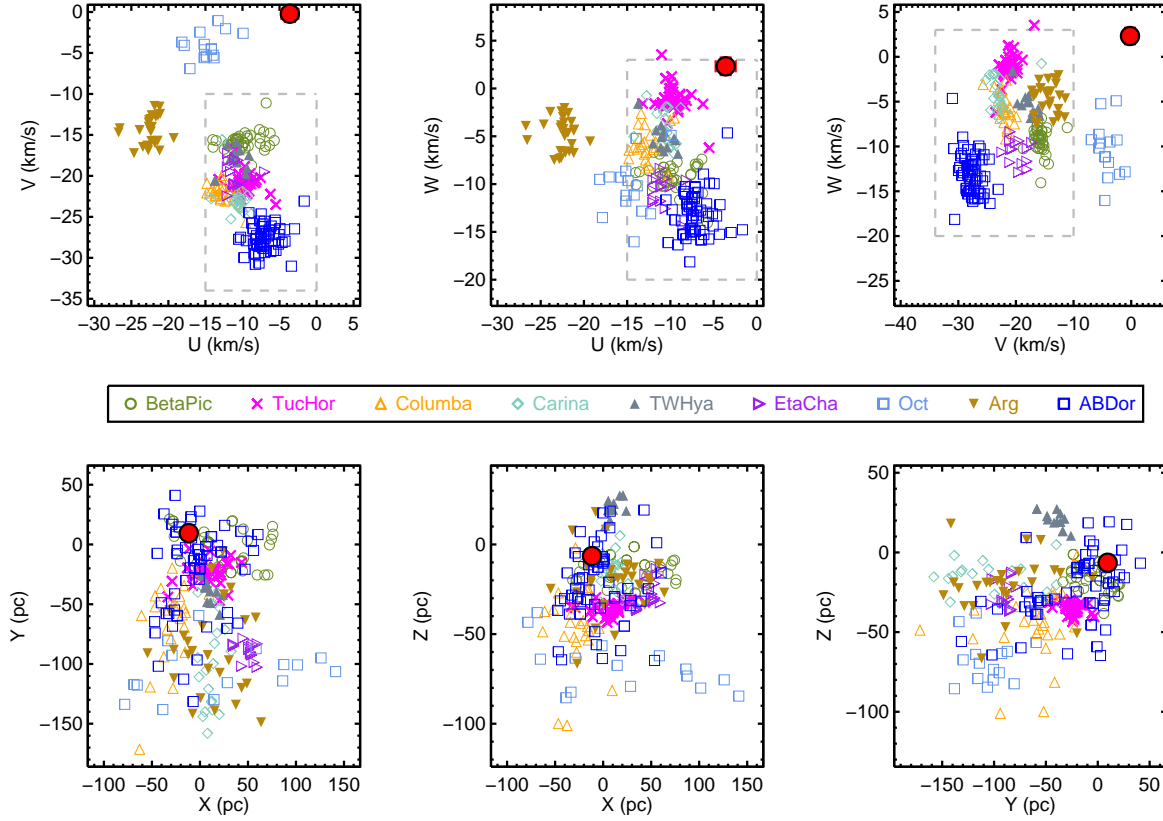 0
−5
−10
−15
−20
−25
−30
−35
V (km/s)
−30 −25 −20 −15 −10 −5 0 5
U (km/s)
5
0
−5
−10
−15
−20
W (km/s)
−30 −25 −20 −15 −10 −5 0
U (km/s)
5
0
−5
−10
−15
−20
−25
W (km/s)
−40 −30 −20 −10 0
V (km/s)
BetaPic TucHor Columba Carina TWHya EtaCha Oct Arg ABDor
50
0
−50
−100
−150
Y (pc)
−100 −50 0 50 100 150
X (pc)
50
0
−50
−100
Z (pc)
−100 −50 0 50 100 150
X (pc)
50
0
−50
−100
Z (pc)
−150 −100 −50 0 50
Y (pc)